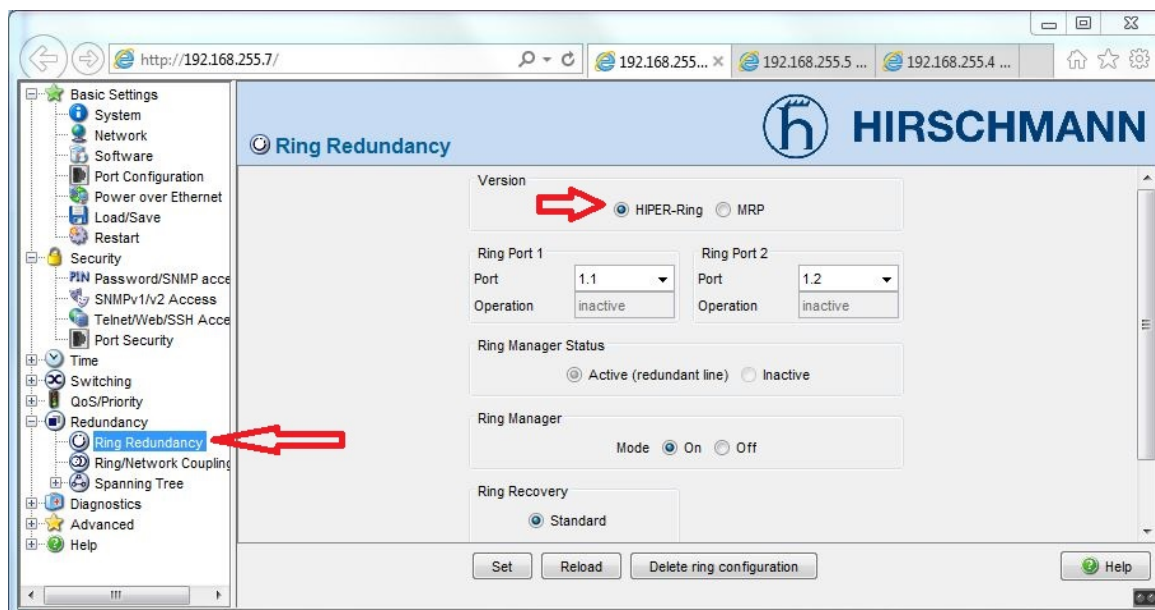 http://192.168.255.7/
192.168.255... ×
192.168.255.5 ...
192.168.255.4 ...
Basic Settings
System
Network
Software
Port Configuration
Power over Ethernet
Load/Save
Restart
Security
PIN Password/SNMP acce
SNMPv1/v2 Access
Telnet/Web/SSH Acce
Port Security
Time
Switching
QoS/Priority
Redundancy
Ring Redundancy
Ring/Network Coupling
Spanning Tree
Diagnostics
Advanced
Help
Ring Redundancy
HIRSCHMANN
Version
HIPER-Ring MRP
Ring Port 1
Port 1.1
Operation inactive
Ring Port 2
Port 1.2
Operation inactive
Ring Manager Status
Active (redundant line) Inactive
Ring Manager
Mode On Off
Ring Recovery
Standard
Set Reload Delete ring configuration Help